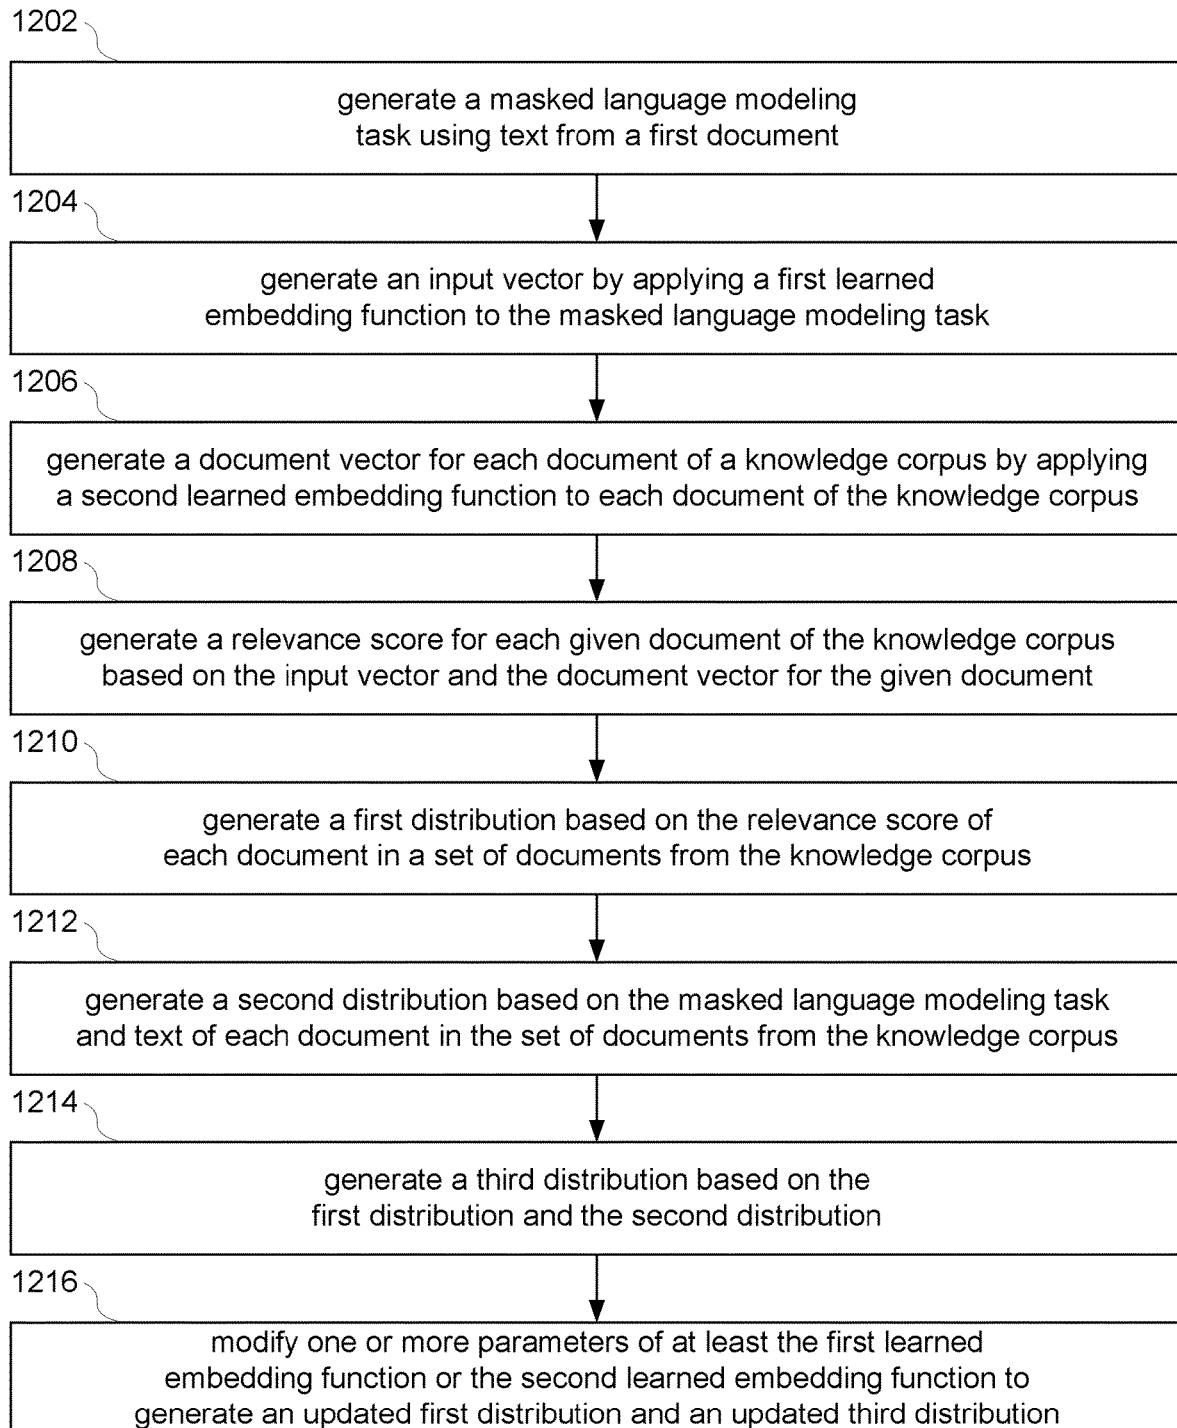 1202
generate a masked language modeling
task using text from a first document
1204
generate an input vector by applying a first learned
embedding function to the masked language modeling task
1206
generate a document vector for each document of a knowledge corpus by applying
a second learned embedding function to each document of the knowledge corpus
1208
generate a relevance score for each given document of the knowledge corpus
based on the input vector and the document vector for the given document
1210
generate a first distribution based on the relevance score of
each document in a set of documents from the knowledge corpus
1212
generate a second distribution based on the masked language modeling task
and text of each document in the set of documents from the knowledge corpus
1214
generate a third distribution based on the
first distribution and the second distribution
1216
modify one or more parameters of at least the first learned
embedding function or the second learned embedding function to
generate an updated first distribution and an updated third distribution